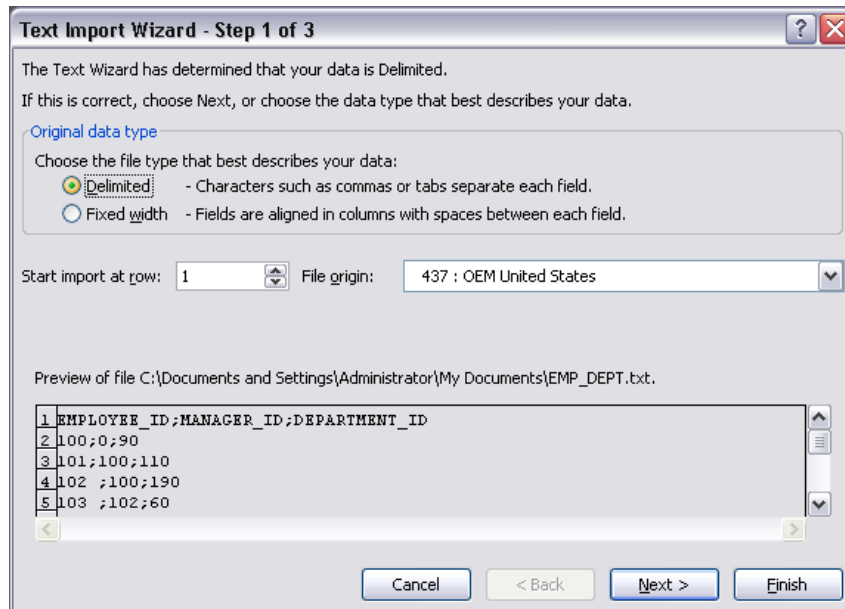 Text Import Wizard - Step 1 of 3
The Text Wizard has determined that your data is Delimited.
If this is correct, choose Next, or choose the data type that best describes your data.
Original data type
Choose the file type that best describes your data:
Delimited - Characters such as commas or tabs separate each field.
Fixed width - Fields are aligned in columns with spaces between each field.
Start import at row: 1 File origin: 437 : OEM United States
Preview of file C:\Documents and Settings\Administrator\My Documents\EMP_DEPT.txt.
1 EMPLOYEE_ID;MANAGER_ID;DEPARTMENT_ID
2 100;0;90
3 101;100;110
4 102 ;100;190
5 103 ;102;60
Cancel < Back Next > Finish